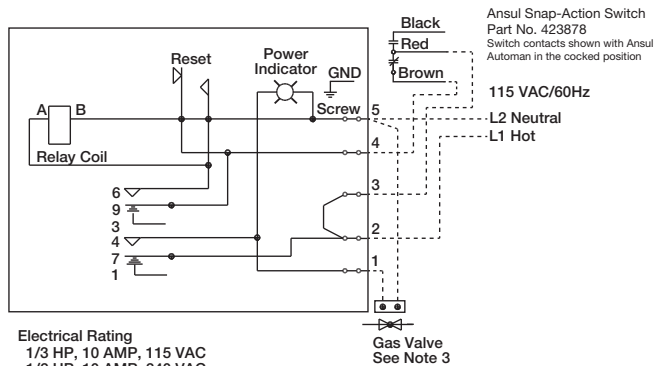 Ansul Snap-Action Switch
Part No. 423878
Switch contacts shown with Ansul
Automan in the cocked position
Black
Red
Brown
115 VAC/60Hz
L2 Neutral
L1 Hot
Reset
Power
Indicator
GND
Screw
A B
Relay Coil
5
4
3
2
1
6
9
3
4
7
1
Gas Valve
See Note 3
Electrical Rating
1/3 HP, 10 AMP, 115 VAC